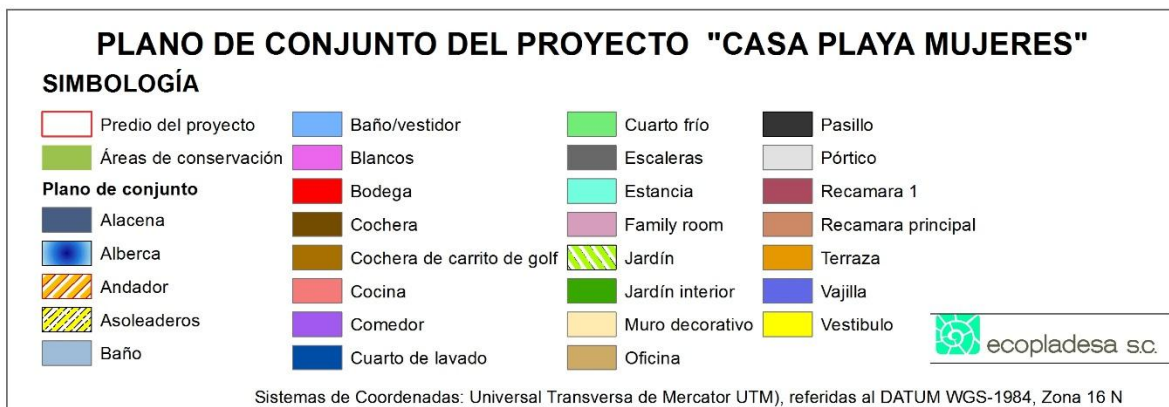 PLANO DE CONJUNTO DEL PROYECTO "CASA PLAYA MUJERES"
SIMBOLOGÍA
Predio del proyecto
Áreas de conservación
Plano de conjunto
Alacena
Alberca
Andador
Asoleaderos
Baño
Baño/vestidor
Blancos
Bodega
Cochera
Cochera de carrito de golf
Cocina
Comedor
Cuarto de lavado
Cuarto frío
Escaleras
Estancia
Family room
Jardín
Jardín interior
Muro decorativo
Oficina
Pasillo
Pórtico
Recamara 1
Recamara principal
Terraza
Vajilla
Vestibulo
ecopladesa s.c.
Sistemas de Coordenadas: Universal Transversa de Mercator UTM), referidas al DATUM WGS-1984, Zona 16 N